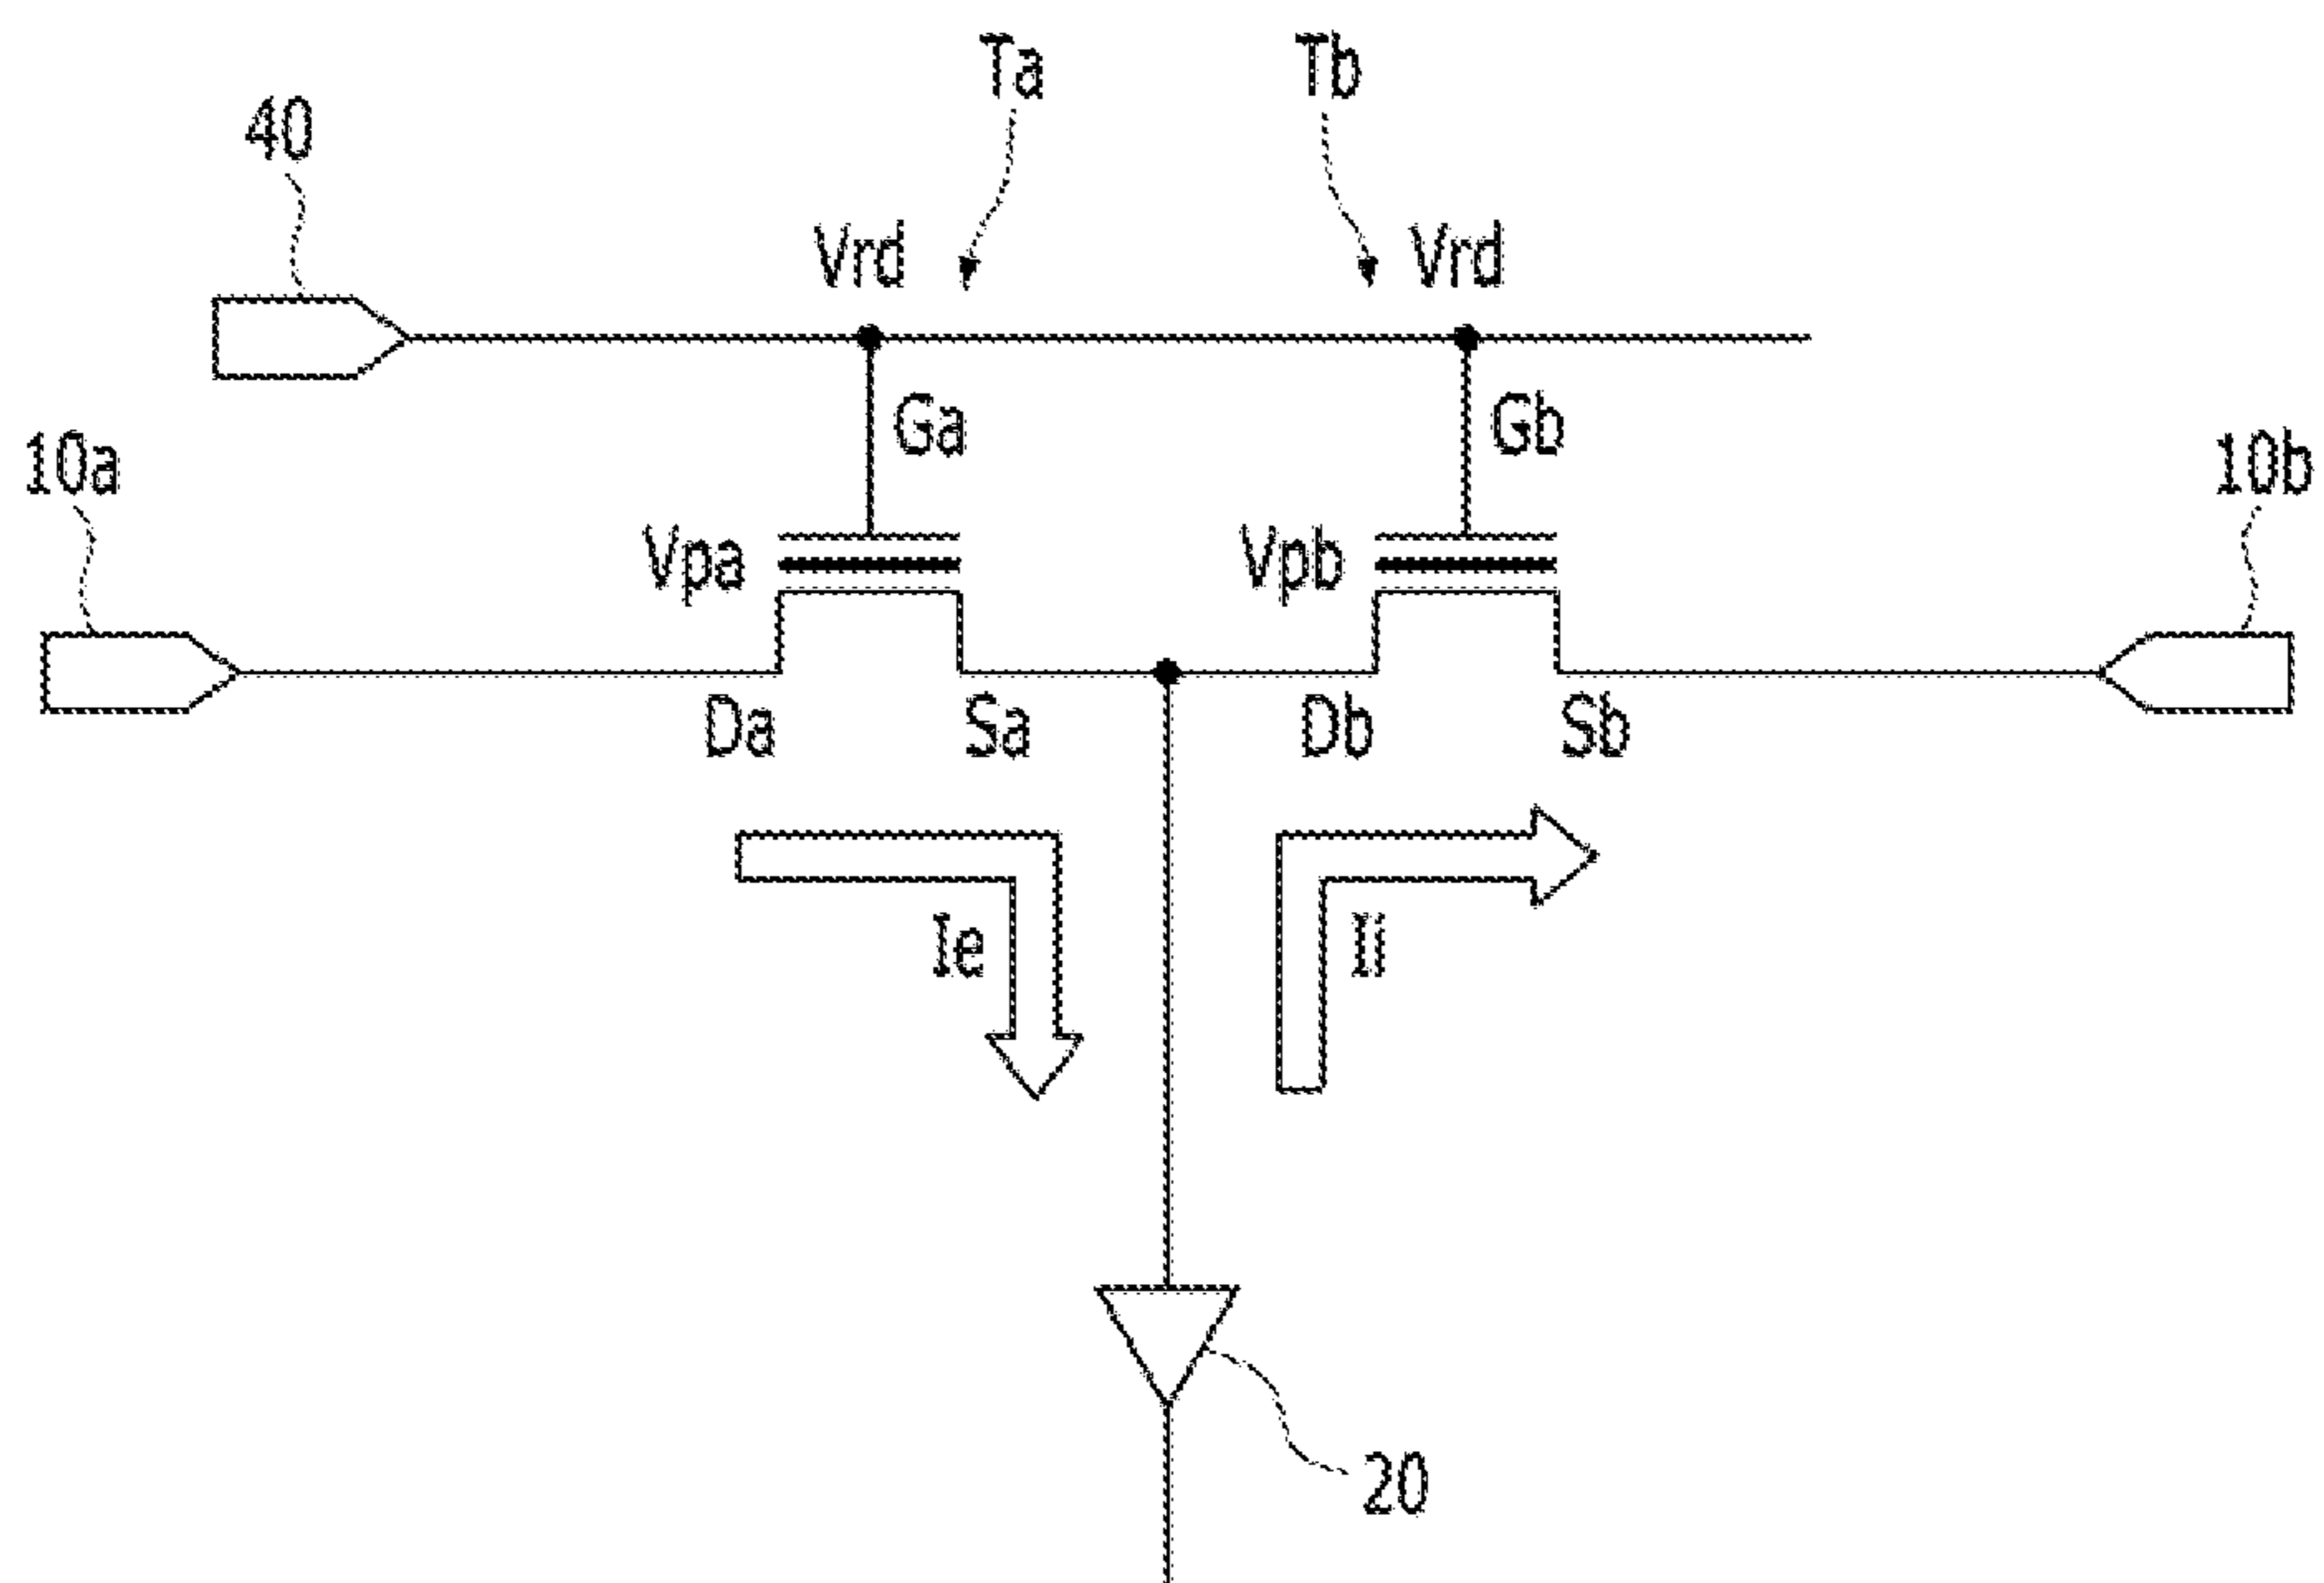 Ta Tb
40
Vrd Vrd
Ga Gb
10a 10b
Vpa Vpb
Da Sa Db Sb
Ie Ii
20